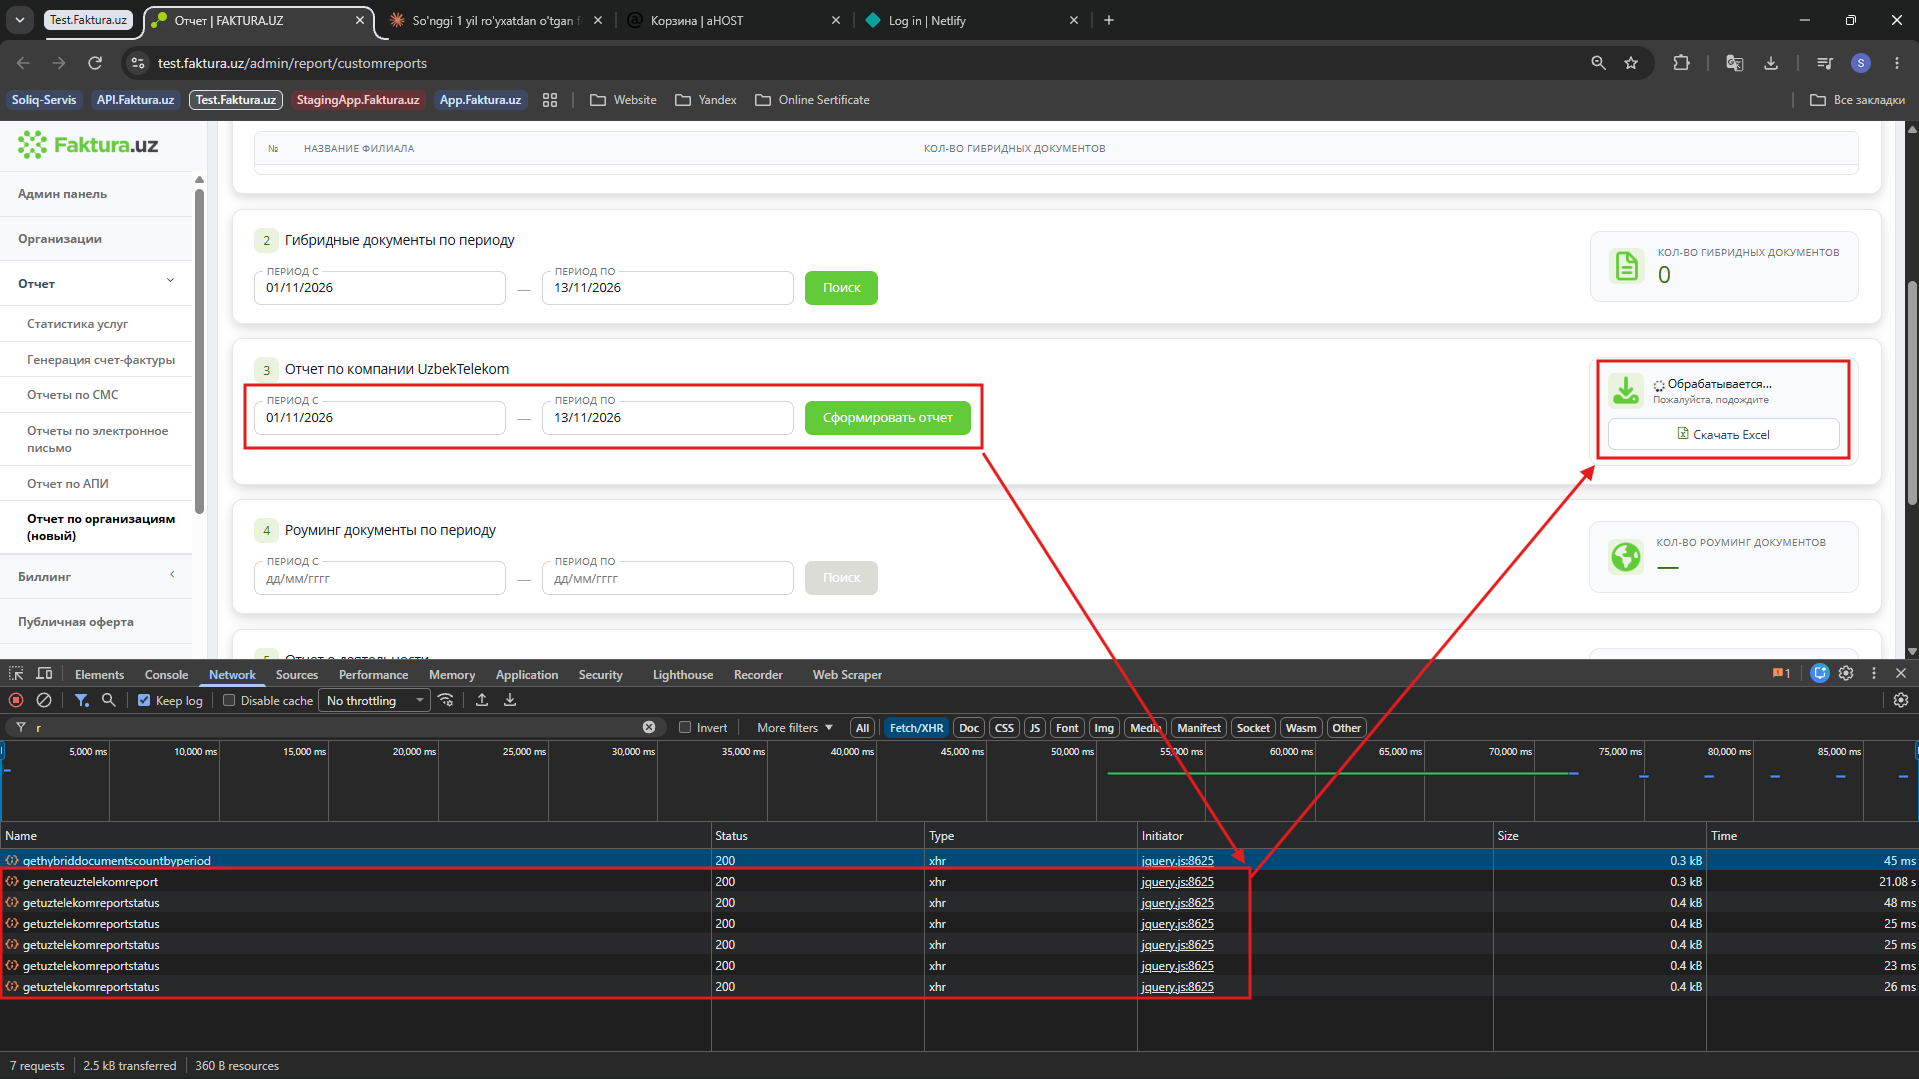 Test.Faktura.uz
Отчет | FAKTURA.UZ
So'nggi 1 yil ro'yxatdan o'tgan f
Корзина | aHOST
Log in | Netlify
test.faktura.uz/admin/report/customreports
S
Soliq-Servis
API.Faktura.uz
Test.Faktura.uz
StagingApp.Faktura.uz
App.Faktura.uz
Website
Yandex
Online Sertificate
Все закладки
Faktura.uz
Админ панель
Организации
Отчет
Статистика услуг
Генерация счет-фактуры
Отчеты по СМС
Отчеты по электронное
письмо
Отчет по АПИ
Отчет по организациям
(новый)
Биллинг
Публичная оферта
№ НАЗВАНИЕ ФИЛИАЛА КОЛ-ВО ГИБРИДНЫХ ДОКУМЕНТОВ
2 Гибридные документы по периоду
ПЕРИОД С
01/11/2026
—
ПЕРИОД ПО
13/11/2026
Поиск
КОЛ-ВО ГИБРИДНЫХ ДОКУМЕНТОВ
0
3 Отчет по компании UzbekTelekom
ПЕРИОД С
01/11/2026
—
ПЕРИОД ПО
13/11/2026
Сформировать отчет
Обрабатывается...
Пожалуйста, подождите
Скачать Excel
4 Роуминг документы по периоду
ПЕРИОД С
дд/мм/гггг
—
ПЕРИОД ПО
дд/мм/гггг
Поиск
КОЛ-ВО РОУМИНГ ДОКУМЕНТОВ
—
5 Отчет о деятельности
Elements Console Network Sources Performance Memory Application Security Lighthouse Recorder Web Scraper
1
Keep log Disable cache No throttling
r
Invert More filters All Fetch/XHR Doc CSS JS Font Img Media Manifest Socket Wasm Other
5,000 ms 10,000 ms 15,000 ms 20,000 ms 25,000 ms 30,000 ms 35,000 ms 40,000 ms 45,000 ms 50,000 ms 55,000 ms 60,000 ms 65,000 ms 70,000 ms 75,000 ms 80,000 ms 85,000 ms
Name Status Type Initiator Size Time
gethybriddocumentscountbyperiod 200 xhr jquery.js:8625 0.3 kB 45 ms
generateuztelekomreport 200 xhr jquery.js:8625 0.3 kB 21.08 s
getuztelekomreportstatus 200 xhr jquery.js:8625 0.4 kB 48 ms
getuztelekomreportstatus 200 xhr jquery.js:8625 0.4 kB 25 ms
getuztelekomreportstatus 200 xhr jquery.js:8625 0.4 kB 25 ms
getuztelekomreportstatus 200 xhr jquery.js:8625 0.4 kB 23 ms
getuztelekomreportstatus 200 xhr jquery.js:8625 0.4 kB 26 ms
7 requests 2.5 kB transferred 360 B resources